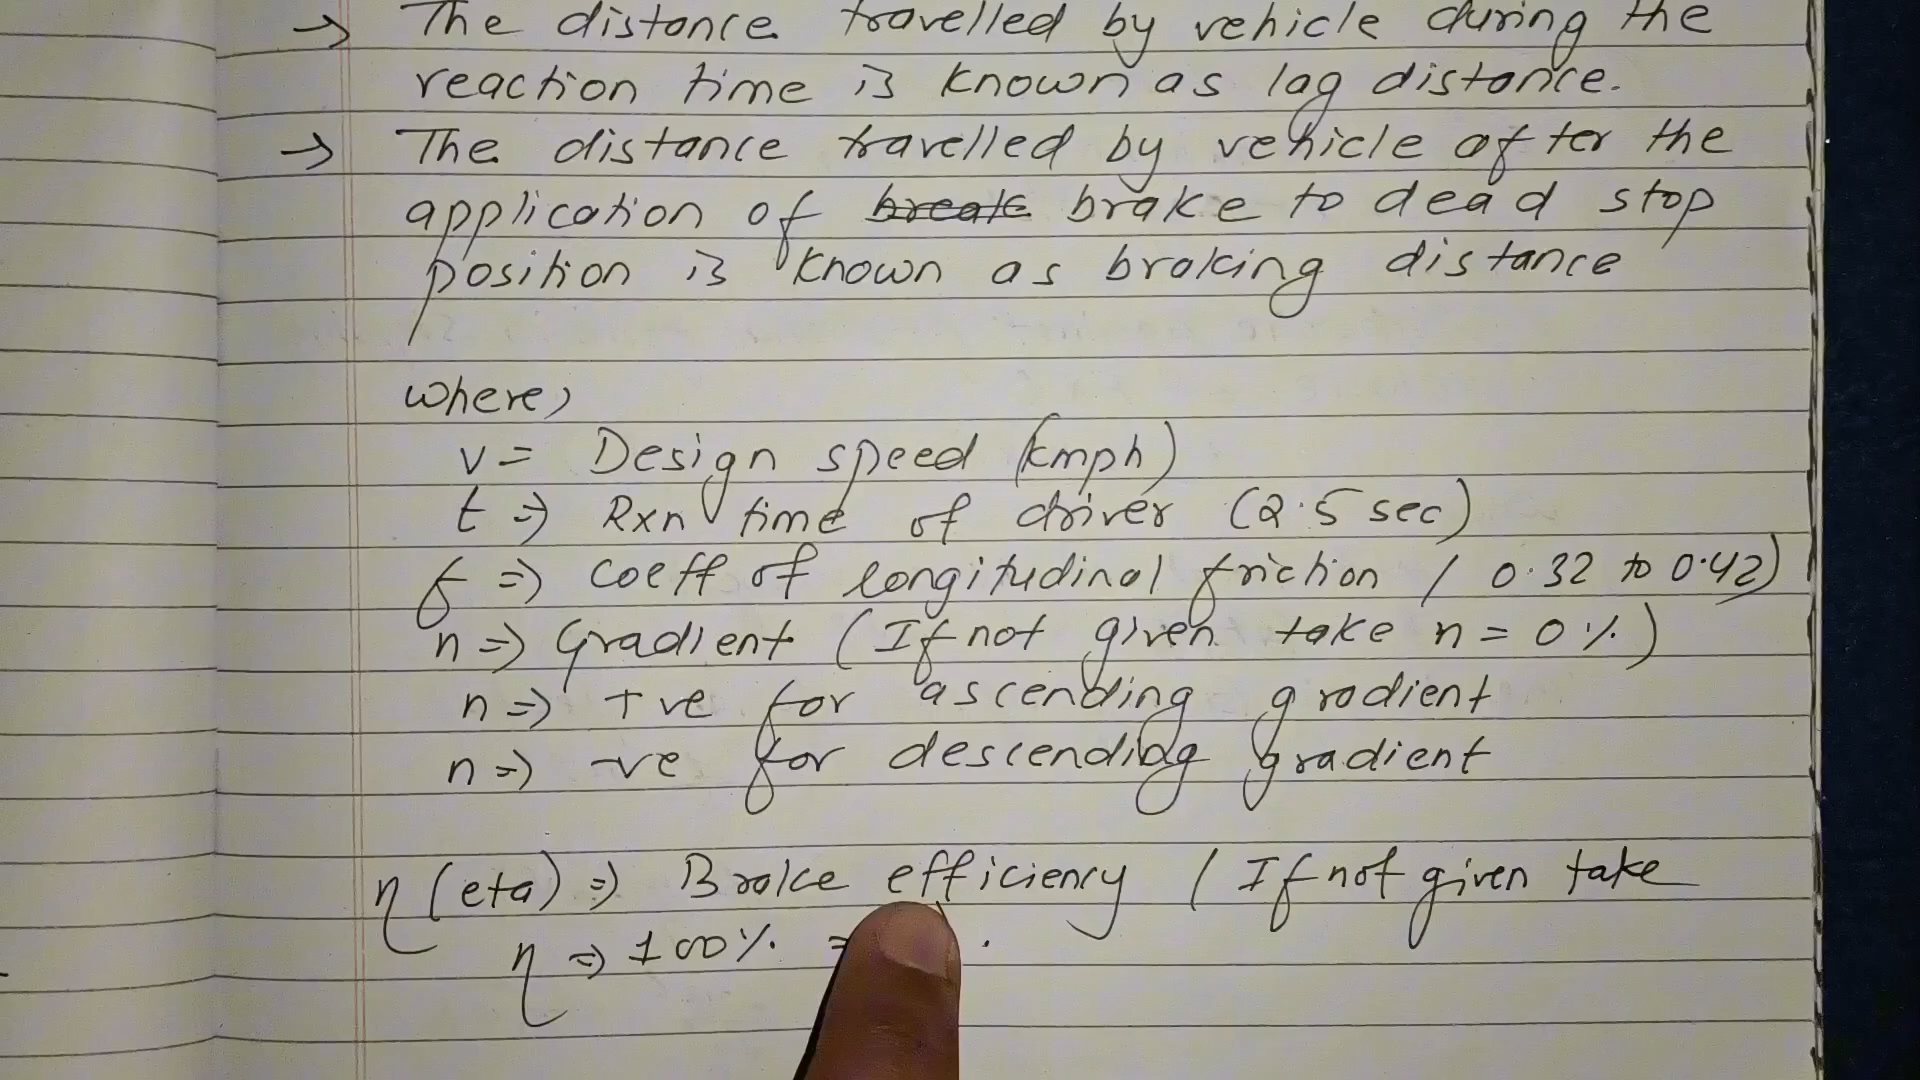 → The distance travelled by vehicle during the
reaction time is known as lag distance.
→ The distance travelled by vehicle after the
application of break brake to dead stop
position is known as braking distance
where,
v = Design speed (kmph)
t => Rxn time of driver (2.5 sec)
f => coeff of longitudinal friction ( 0.32 to 0.42)
n => Gradient (If not given take n = 0%)
n => +ve for ascending gradient
n => -ve for descending gradient
η (eta) => Brake efficiency ( If not given take
η => 100% =